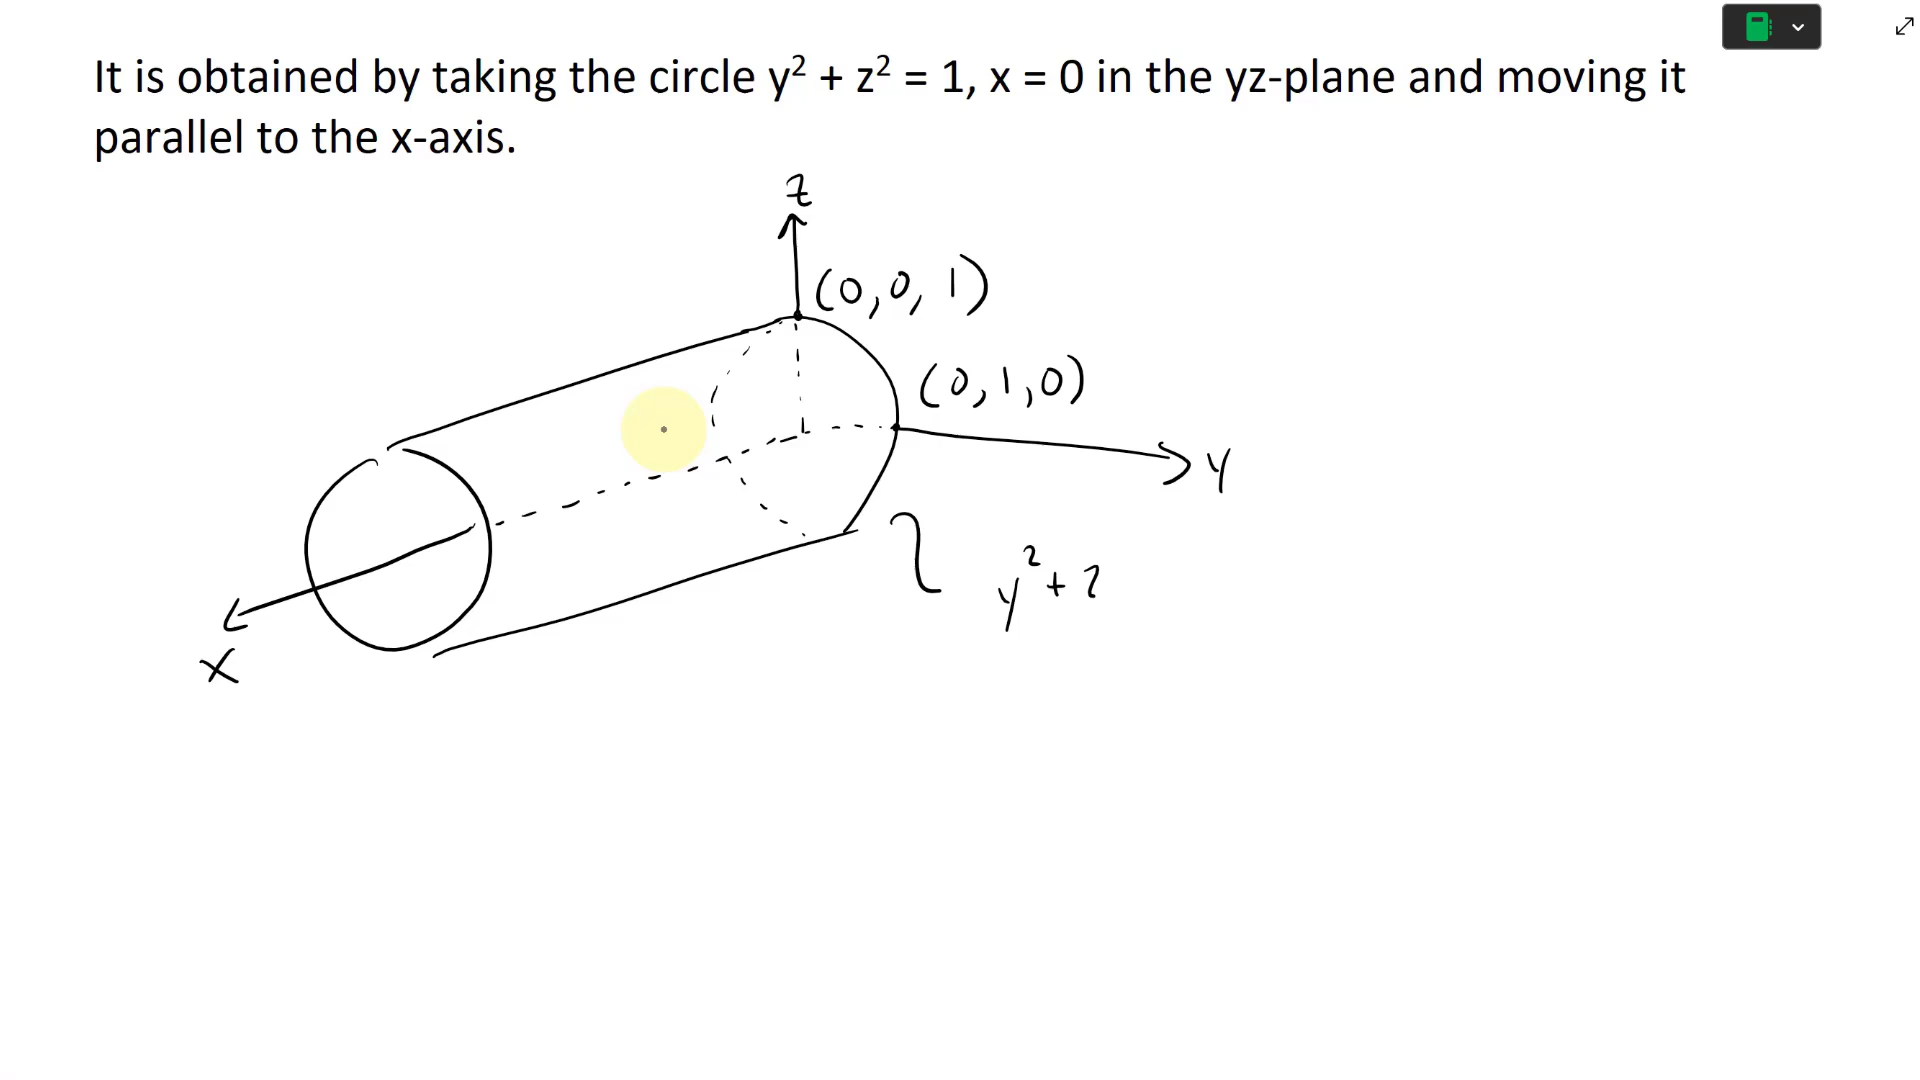 It is obtained by taking the circle y² + z² = 1, x = 0 in the yz-plane and moving it
parallel to the x-axis.
z
(0,0,1)
(0,1,0)
y
y² + 2
x